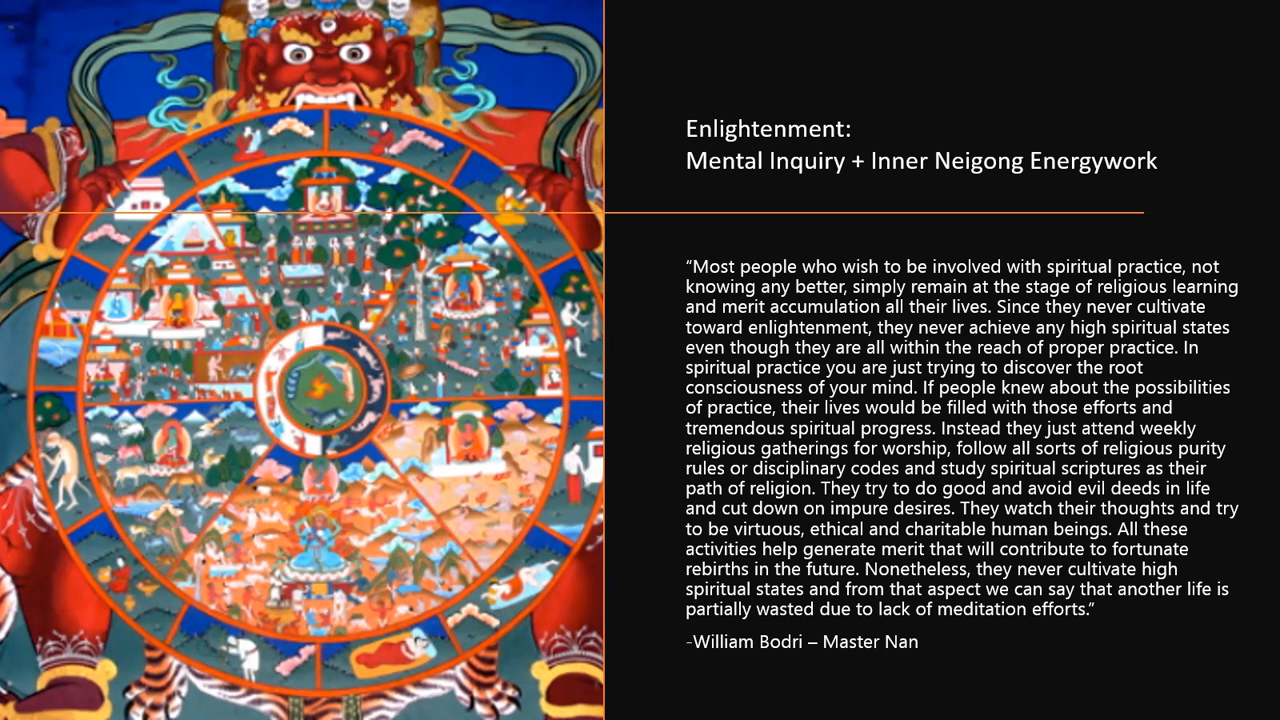 Enlightenment:
Mental Inquiry + Inner Neigong Energywork
“Most people who wish to be involved with spiritual practice, not
knowing any better, simply remain at the stage of religious learning
and merit accumulation all their lives. Since they never cultivate
toward enlightenment, they never achieve any high spiritual states
even though they are all within the reach of proper practice. In
spiritual practice you are just trying to discover the root
consciousness of your mind. If people knew about the possibilities
of practice, their lives would be filled with those efforts and
tremendous spiritual progress. Instead they just attend weekly
religious gatherings for worship, follow all sorts of religious purity
rules or disciplinary codes and study spiritual scriptures as their
path of religion. They try to do good and avoid evil deeds in life
and cut down on impure desires. They watch their thoughts and try
to be virtuous, ethical and charitable human beings. All these
activities help generate merit that will contribute to fortunate
rebirths in the future. Nonetheless, they never cultivate high
spiritual states and from that aspect we can say that another life is
partially wasted due to lack of meditation efforts.”
-William Bodri – Master Nan